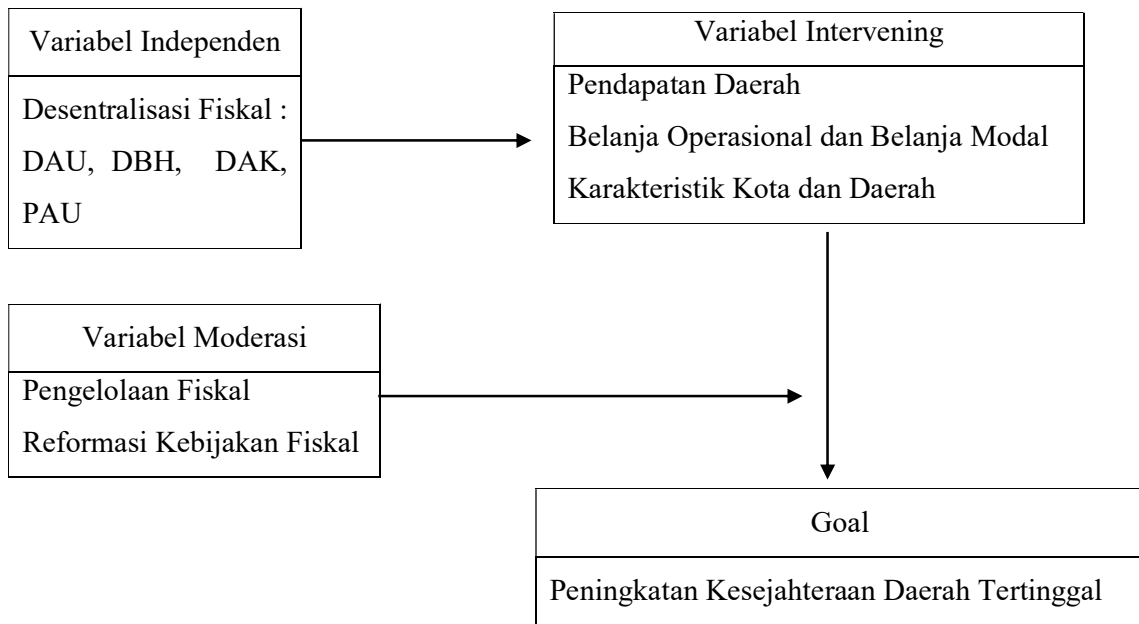 Variabel Independen
Desentralisasi Fiskal :
DAU, DBH, DAK,
PAU
Variabel Intervening
Pendapatan Daerah
Belanja Operasional dan Belanja Modal
Karakteristik Kota dan Daerah
Variabel Moderasi
Pengelolaan Fiskal
Reformasi Kebijakan Fiskal
Goal
Peningkatan Kesejahteraan Daerah Tertinggal